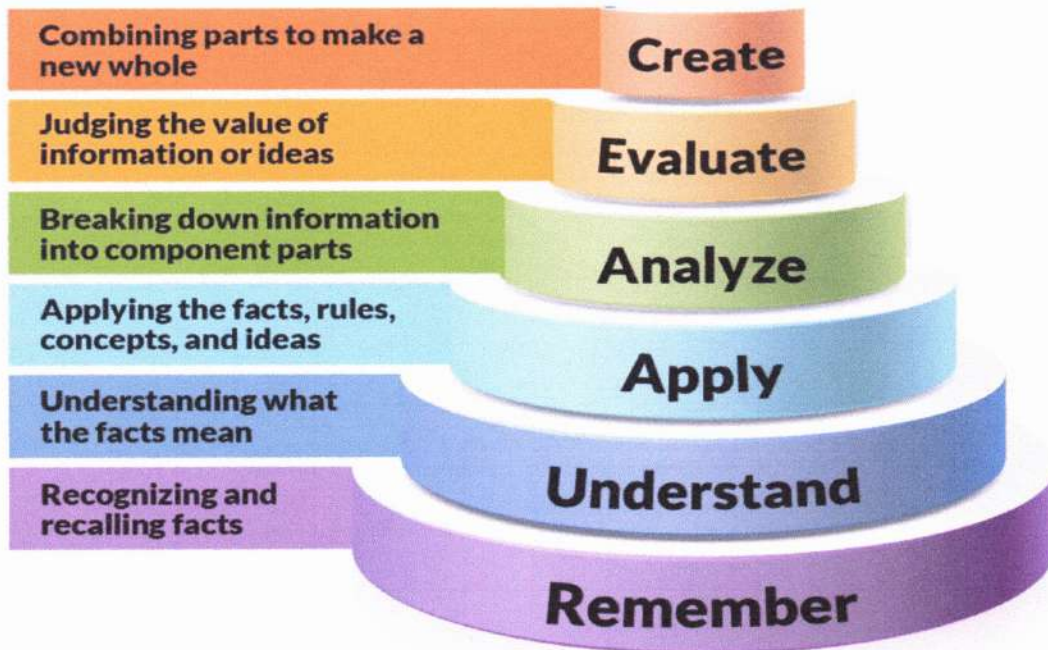 Combining parts to make a
new whole
Create
Judging the value of
information or ideas
Evaluate
Breaking down information
into component parts
Analyze
Applying the facts, rules,
concepts, and ideas
Apply
Understanding what
the facts mean
Understand
Recognizing and
recalling facts
Remember